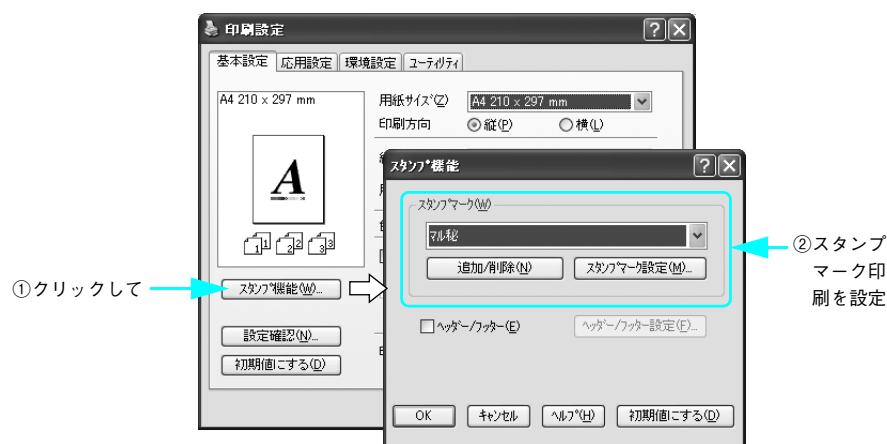 印刷設定
基本設定 応用設定 環境設定 ユーティリティ
A4 210 x 297 mm
用紙サイズ(Z) A4 210 x 297 mm
印刷方向 縦(P) 横(L)
A
1 1 2 2 3 3
スタンプ機能(W)...
設定確認(N)...
初期値にする(D)
スタンプ機能
スタンプマーク(W)
マル秘
追加/削除(N) スタンプマーク設定(M)...
ヘッダー/フッター(E) ヘッダー/フッター設定(F)...
OK キャンセル ヘルプ(H) 初期値にする(D)
①クリックして
②スタンプ
マーク印
刷を設定